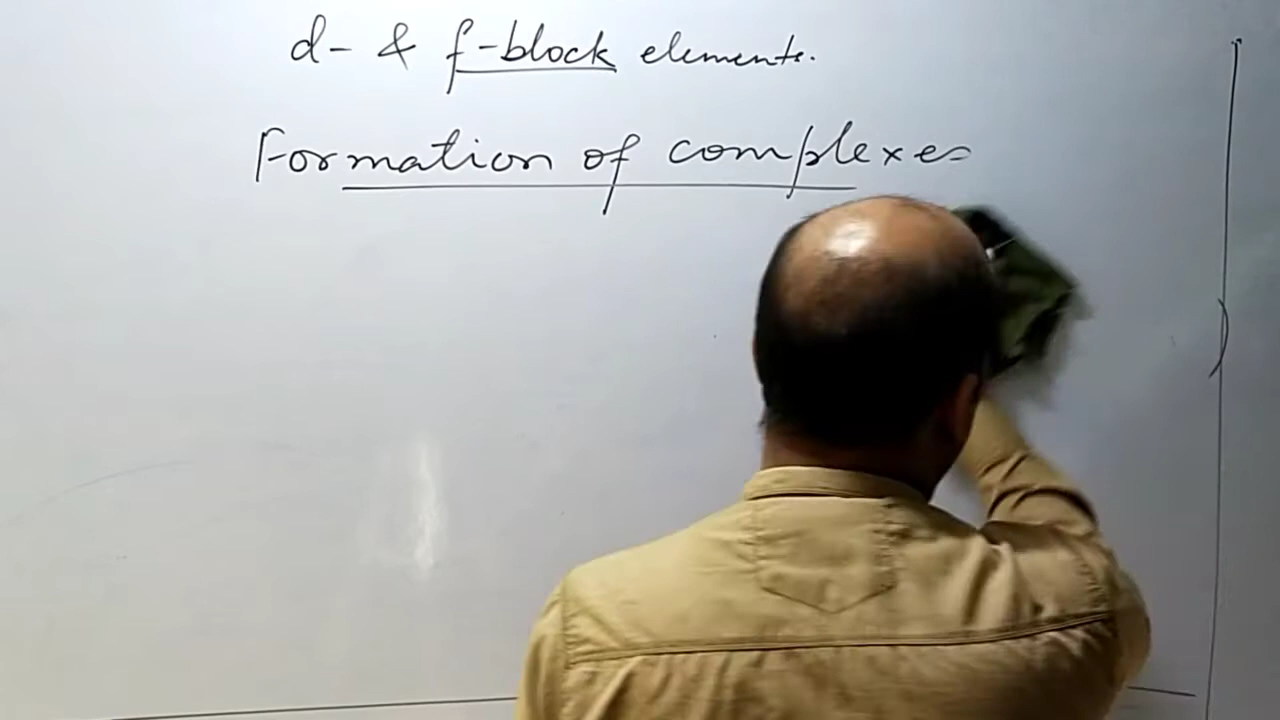 d- & f-block elements.
Formation of complexes